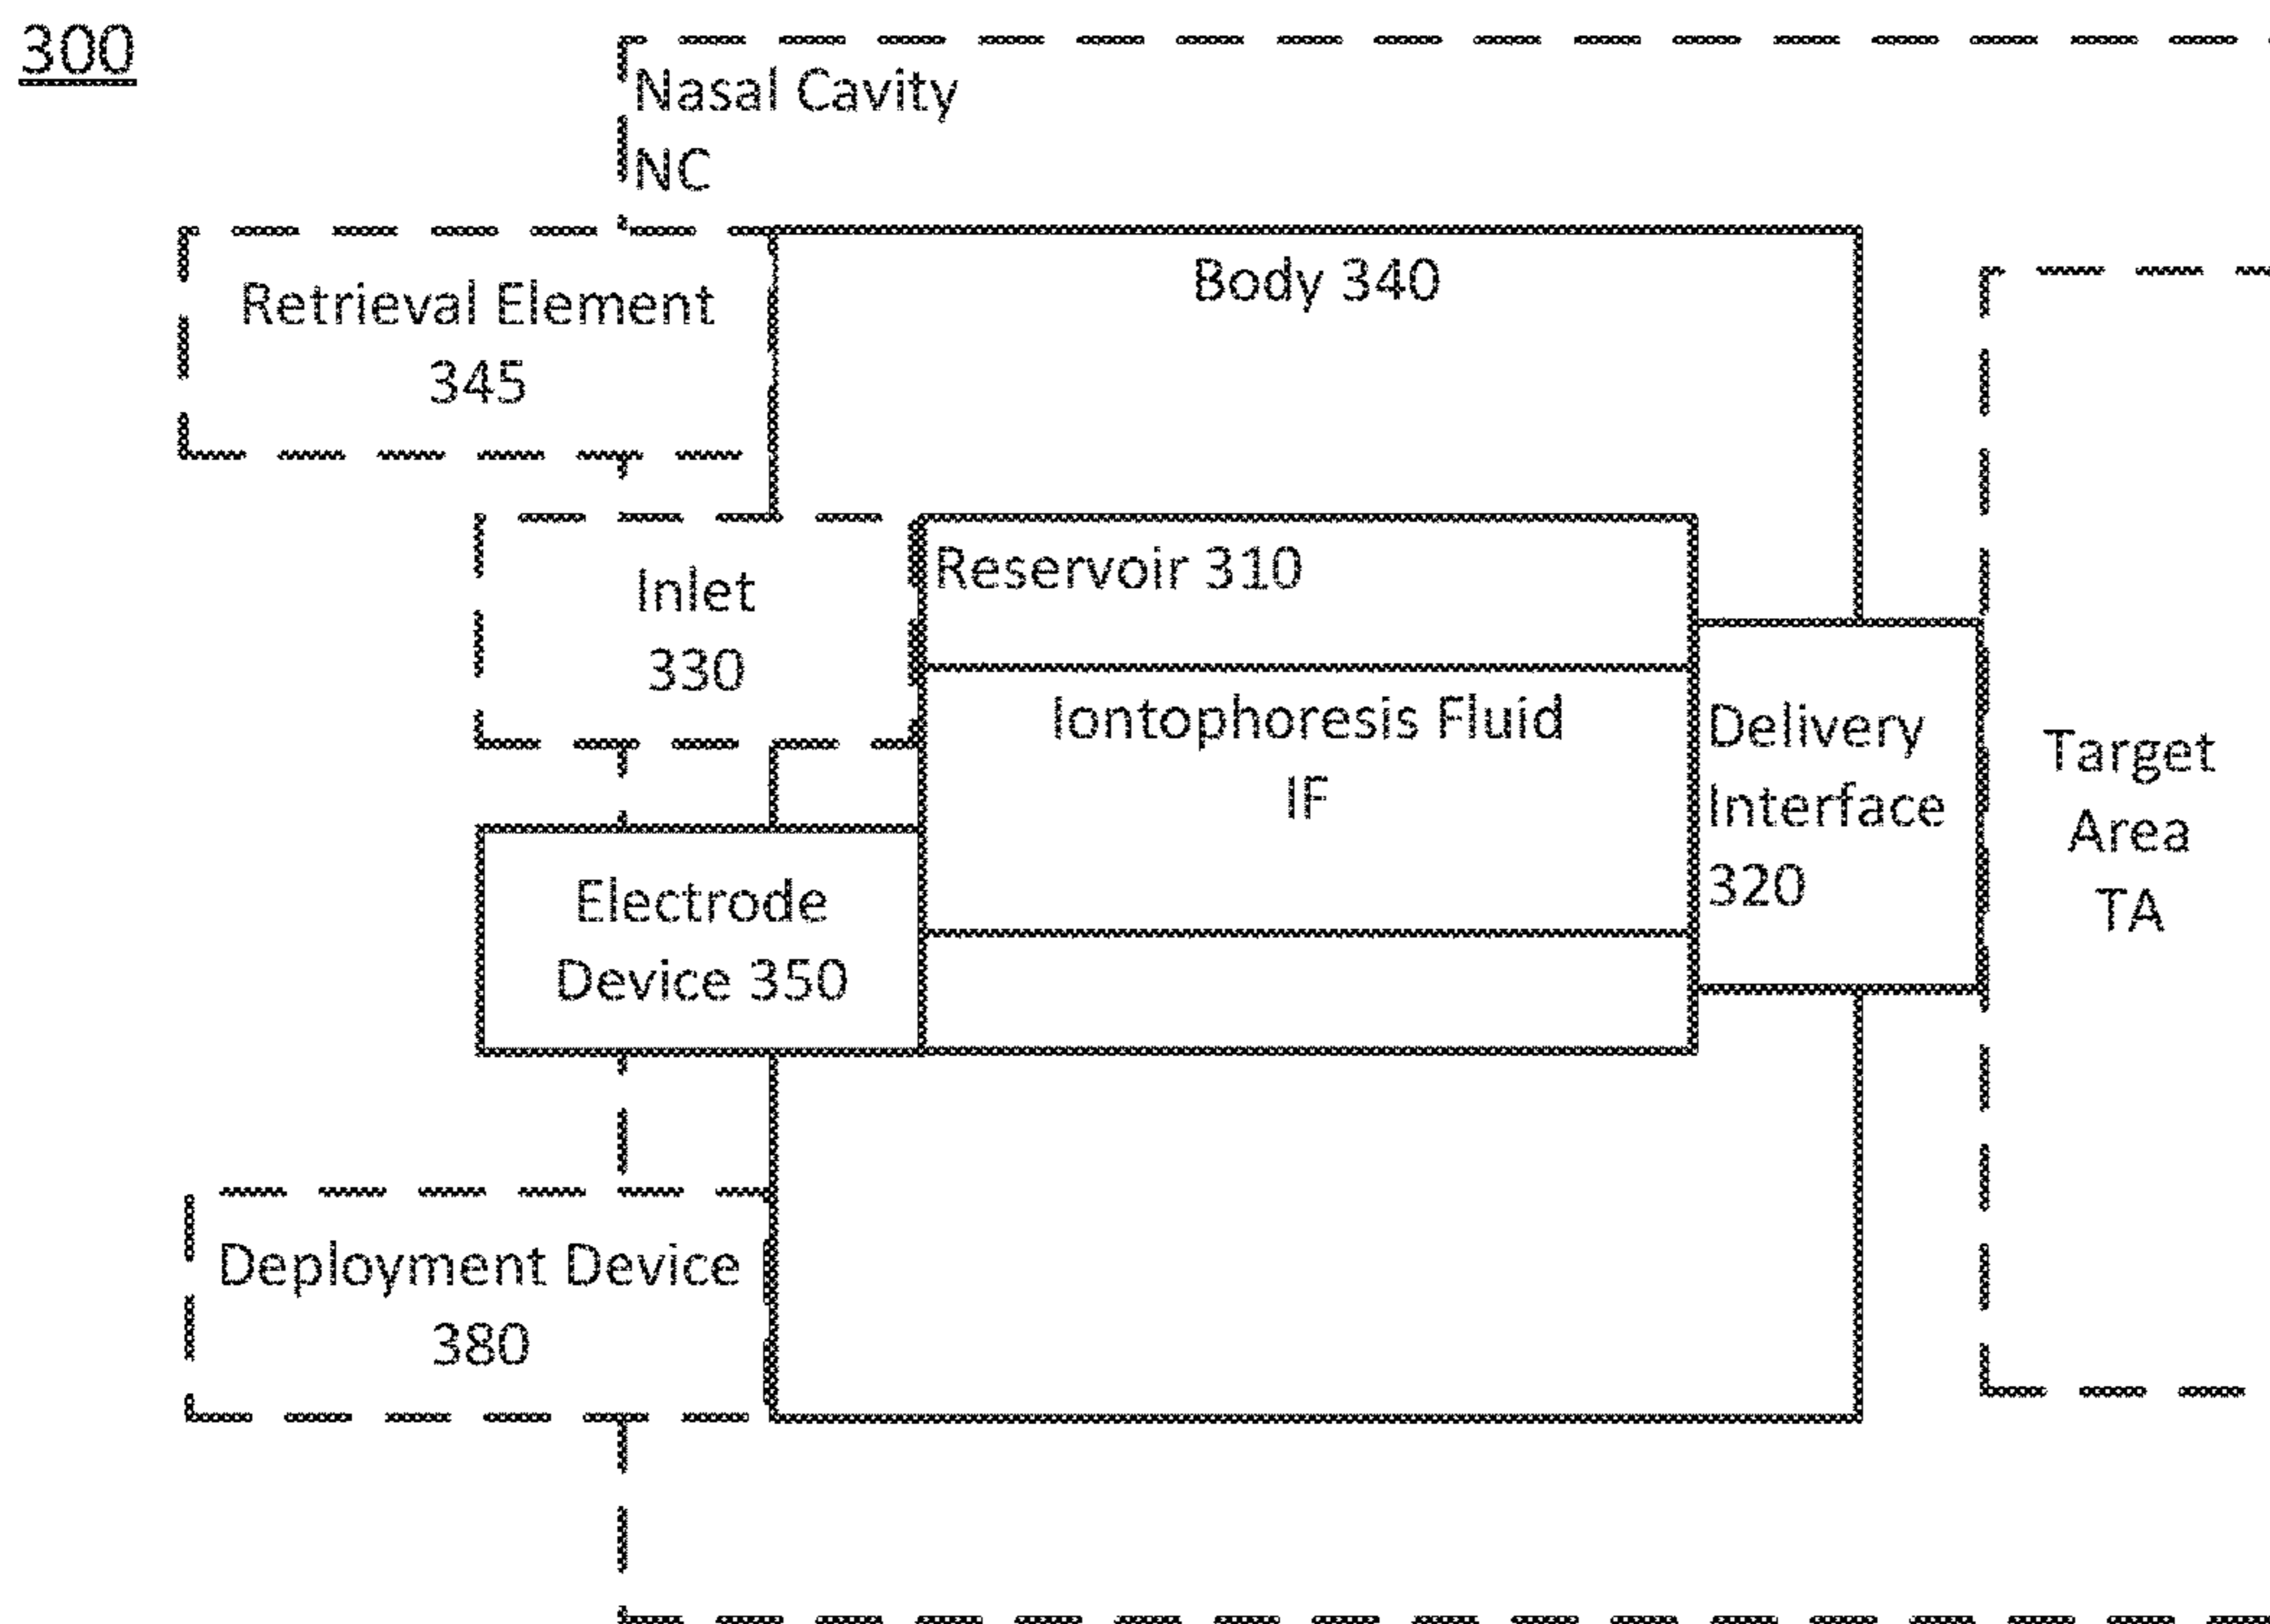 300
Nasal Cavity
NC
Retrieval Element
345
Body 340
Inlet
330
Reservoir 310
Iontophoresis Fluid
IF
Delivery
Interface
320
Target
Area
TA
Electrode
Device 350
Deployment Device
380